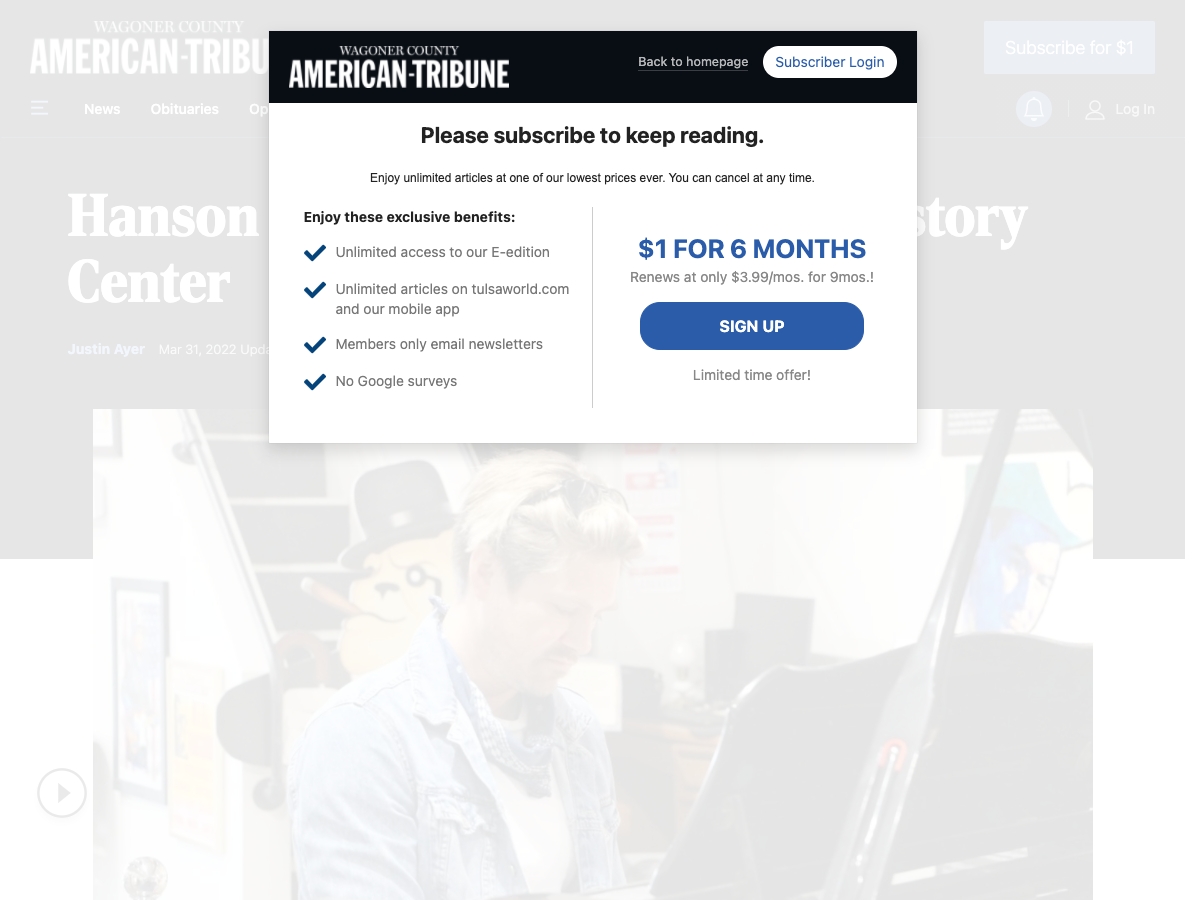 WAGONER COUNTY
AMERICAN-TRIBU
Subscribe for $1
News
Obituaries
Op
Log In
Hanson
story
Center
Justin Ayer
Mar 31, 2022
WAGONER COUNTY
AMERICAN-TRIBUNE
Back to homepage
Subscriber Login
Please subscribe to keep reading.
Enjoy unlimited articles at one of our lowest prices ever. You can cancel at any time.
Enjoy these exclusive benefits:
Unlimited access to our E-edition
Unlimited articles on tulsaworld.com
and our mobile app
Members only email newsletters
No Google surveys
$1 FOR 6 MONTHS
Renews at only $3.99/mos. for 9mos.!
SIGN UP
Limited time offer!